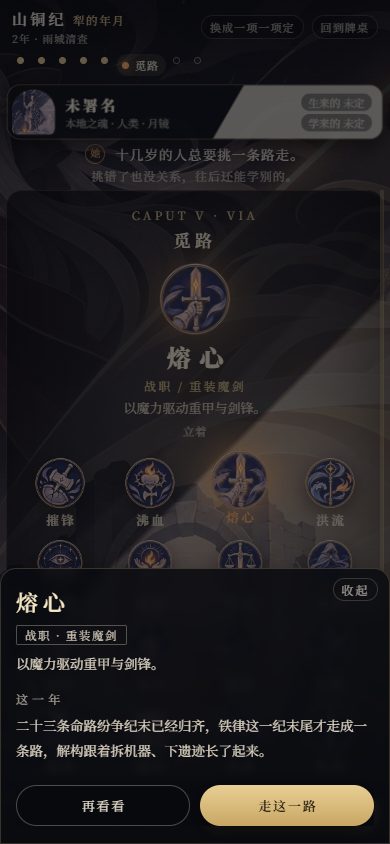 山铜纪 犁的年月
2年 · 雨城清查
换成一项一项定
回到牌桌
觅路
未署名
本地之魂 · 人类 · 月镜
生来的 未定
学来的 未定
她 十几岁的人总要挑一条路走。
挑错了也没关系，往后还能学别的。
CAPUT V · VIA
觅路
熔心
战职 / 重装魔剑
以魔力驱动重甲与剑锋。
立着
摧锋
沸血
熔心
洪流
熔心
收起
战职 · 重装魔剑
以魔力驱动重甲与剑锋。
这一年
二十三条命路纷争纪末已经归齐，铁律这一纪末尾才走成一
条路，解构跟着拆机器、下遗迹长了起来。
再看看
走这一路